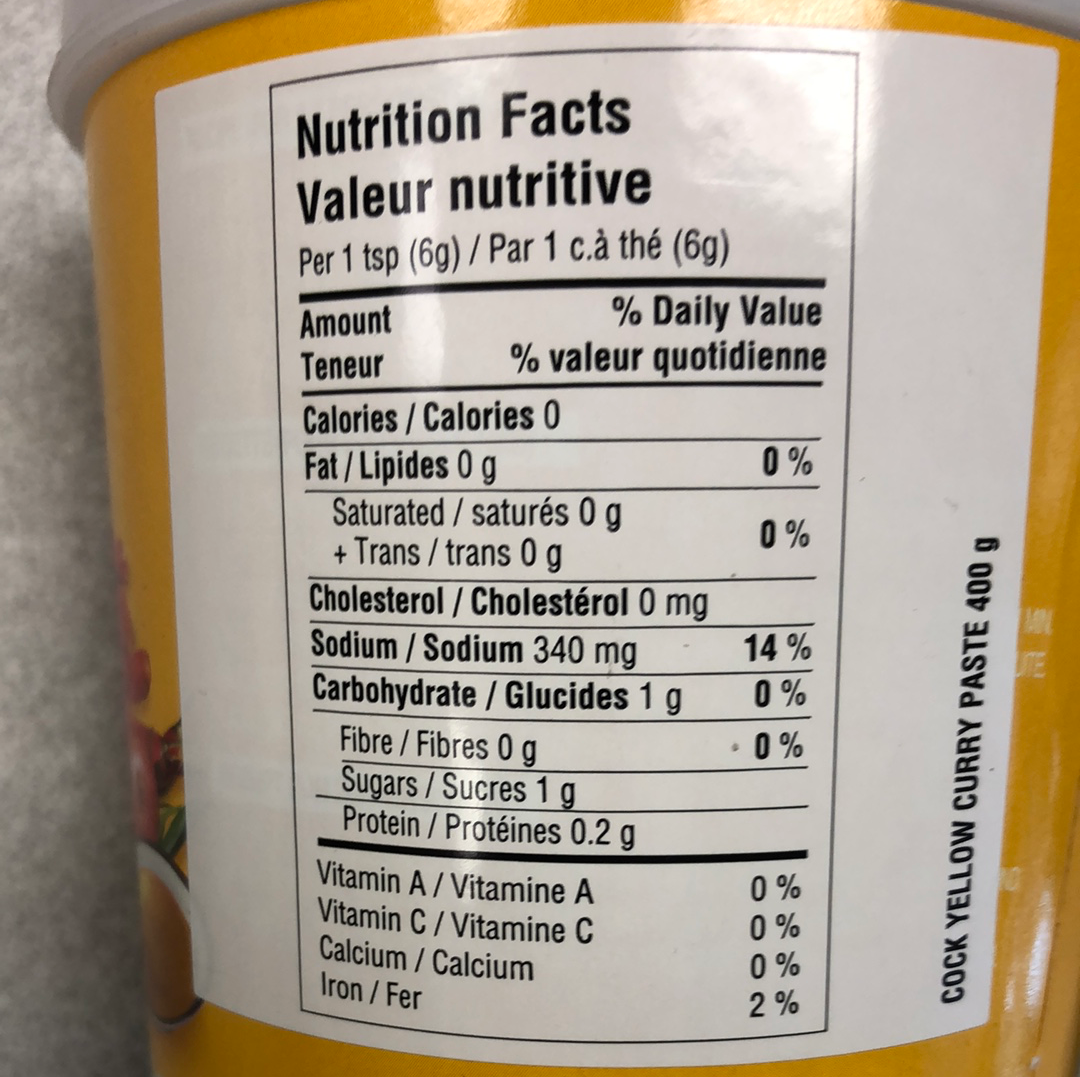 Nutrition Facts
Valeur nutritive
Per 1 tsp (6g) / Par 1 c.à thé (6g)
Amount % Daily Value
Teneur % valeur quotidienne
Calories / Calories 0
Fat / Lipides 0 g 0 %
Saturated / saturés 0 g
+ Trans / trans 0 g 0 %
Cholesterol / Cholestérol 0 mg
Sodium / Sodium 340 mg 14 %
Carbohydrate / Glucides 1 g 0 %
Fibre / Fibres 0 g 0 %
Sugars / Sucres 1 g
Protein / Protéines 0.2 g
Vitamin A / Vitamine A 0 %
Vitamin C / Vitamine C 0 %
Calcium / Calcium 0 %
Iron / Fer 2 %
COCK YELLOW CURRY PASTE 400 g